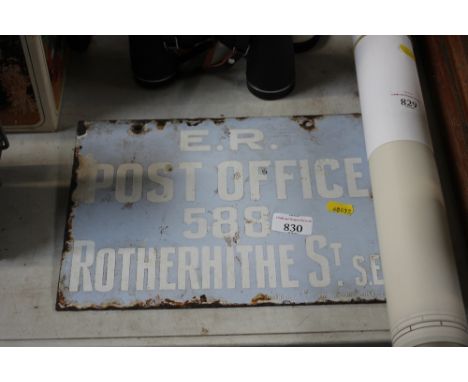 E.R.
POST OFFICE
588
ROTHERHITHE ST. SE
830
829